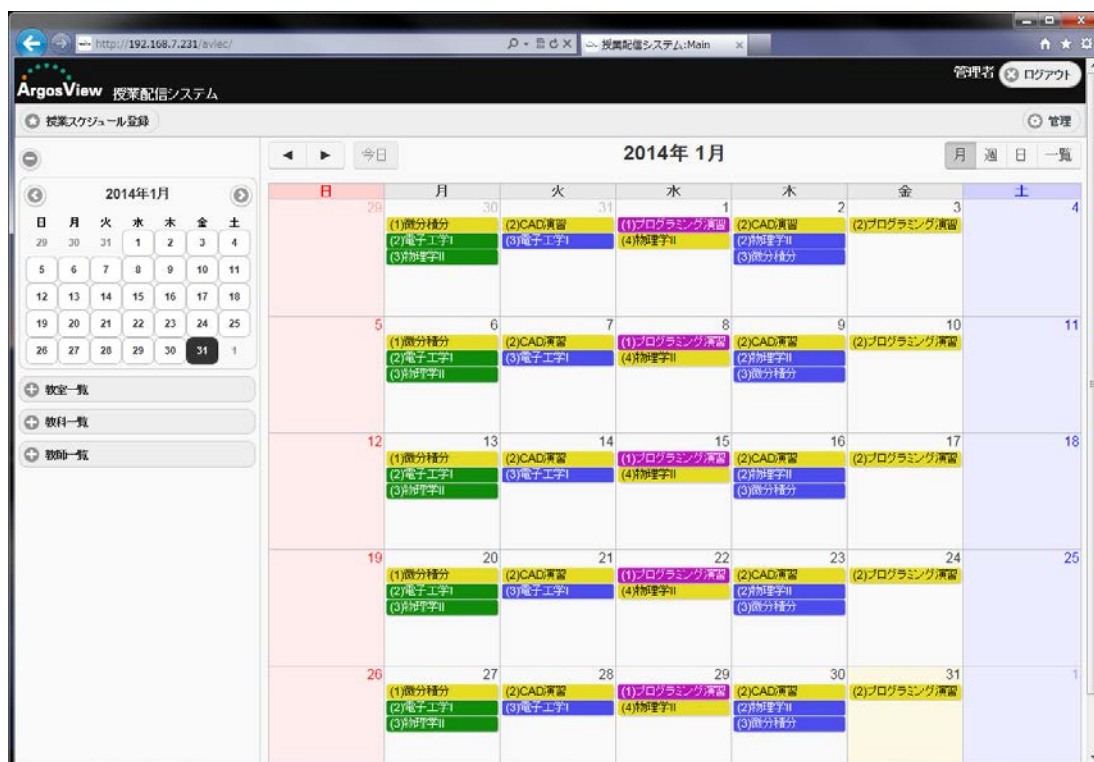 http://192.168.7.231/aviec/
授業配信システム:Main
ArgosView 授業配信システム
管理者 ログアウト
授業スケジュール登録
管理
2014年1月
日 月 火 水 木 金 土
29 30 31 1 2 3 4
5 6 7 8 9 10 11
12 13 14 15 16 17 18
19 20 21 22 23 24 25
26 27 28 29 30 31 1
教室一覧
教科一覧
教師一覧
今日
2014年 1月
月 週 日 一覧
日 月 火 水 木 金 土
29 30 31 1 2 3 4
(1)微分積分 (2)CAD演習 (1)プログラミング演習 (2)CAD演習 (2)プログラミング演習
(2)電子工学I (3)電子工学I (4)物理学II (2)物理学II
(3)物理学II (3)微分積分
5 6 7 8 9 10 11
(1)微分積分 (2)CAD演習 (1)プログラミング演習 (2)CAD演習 (2)プログラミング演習
(2)電子工学I (3)電子工学I (4)物理学II (2)物理学II
(3)物理学II (3)微分積分
12 13 14 15 16 17 18
(1)微分積分 (2)CAD演習 (1)プログラミング演習 (2)CAD演習 (2)プログラミング演習
(2)電子工学I (3)電子工学I (4)物理学II (2)物理学II
(3)物理学II (3)微分積分
19 20 21 22 23 24 25
(1)微分積分 (2)CAD演習 (1)プログラミング演習 (2)CAD演習 (2)プログラミング演習
(2)電子工学I (3)電子工学I (4)物理学II (2)物理学II
(3)物理学II (3)微分積分
26 27 28 29 30 31 1
(1)微分積分 (2)CAD演習 (1)プログラミング演習 (2)CAD演習 (2)プログラミング演習
(2)電子工学I (3)電子工学I (4)物理学II (2)物理学II
(3)物理学II (3)微分積分